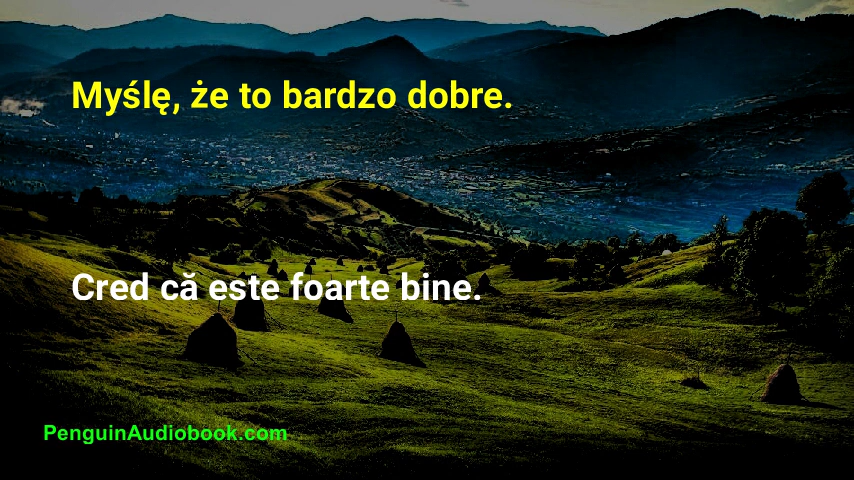 Myślę, że to bardzo dobre.
Cred că este foarte bine.
PenguinAudiobook.com